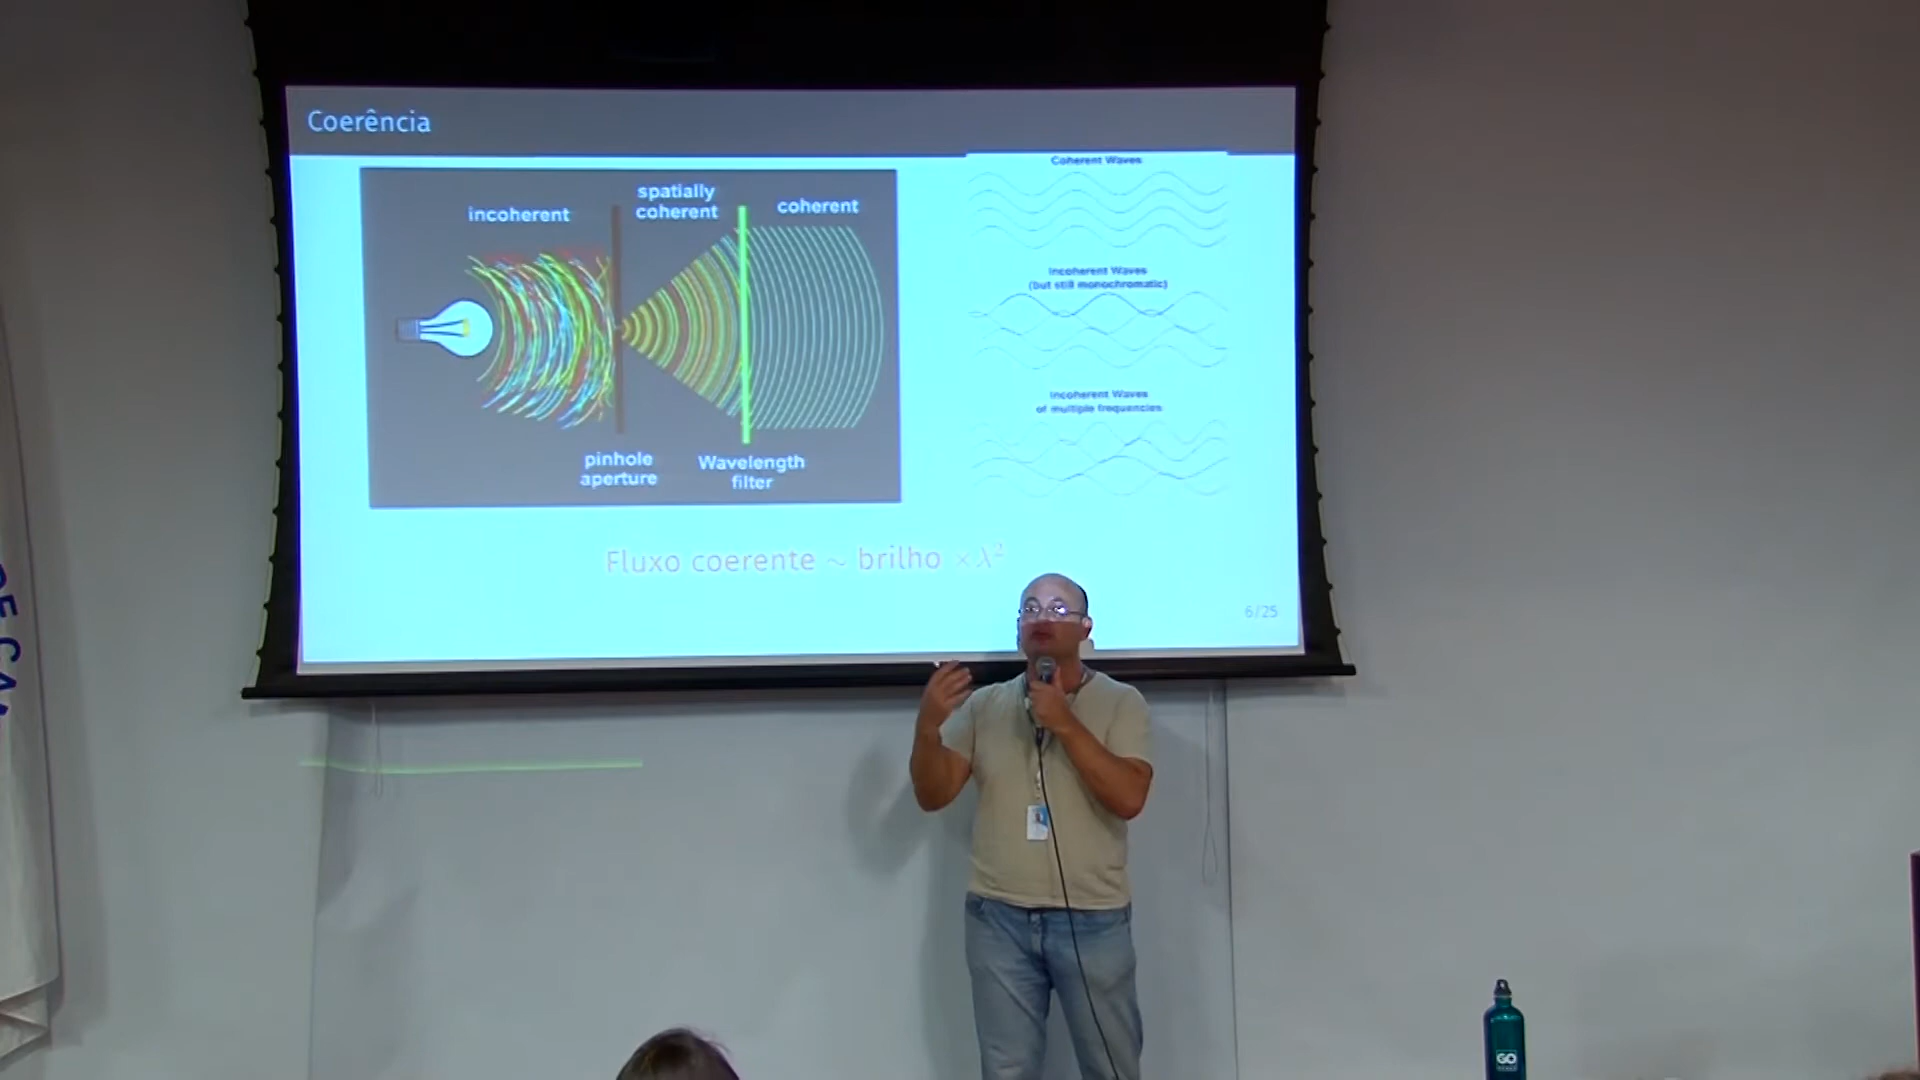 Coerência
incoherent
spatially
coherent
coherent
pinhole
aperture
Wavelength
filter
Coherent Waves
Incoherent Waves
(but still monochromatic)
Incoherent Waves
of multiple frequencies
Fluxo coerente ~ brilho ×λ²
6/25
GO